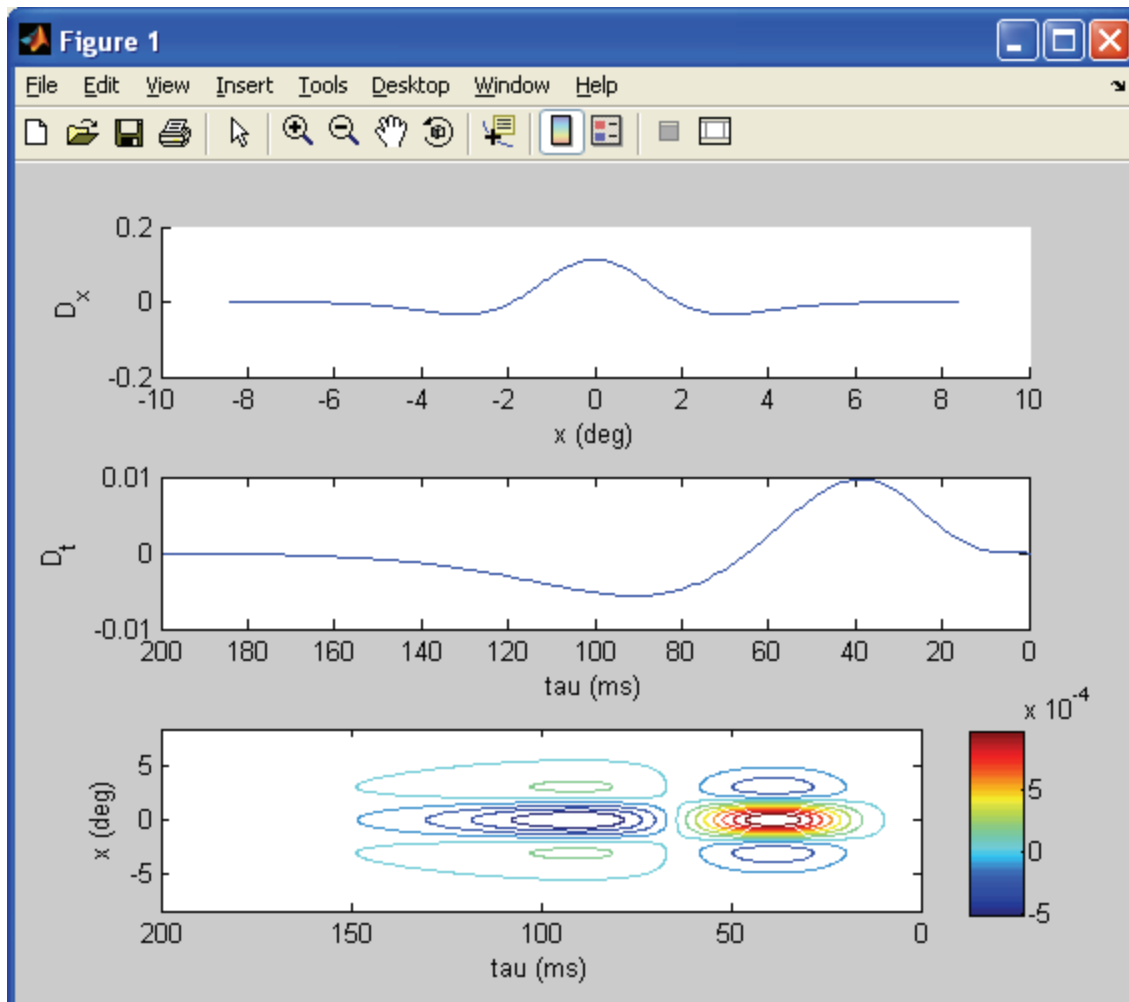 Figure 1
File Edit View Insert Tools Desktop Window Help
0.2
0
-0.2
D_x
-10 -8 -6 -4 -2 0 2 4 6 8 10
x (deg)
0.01
0
-0.01
D_t
200 180 160 140 120 100 80 60 40 20 0
tau (ms)
x 10^-4
5
0
-5
x (deg)
200 150 100 50 0
tau (ms)
5
0
-5